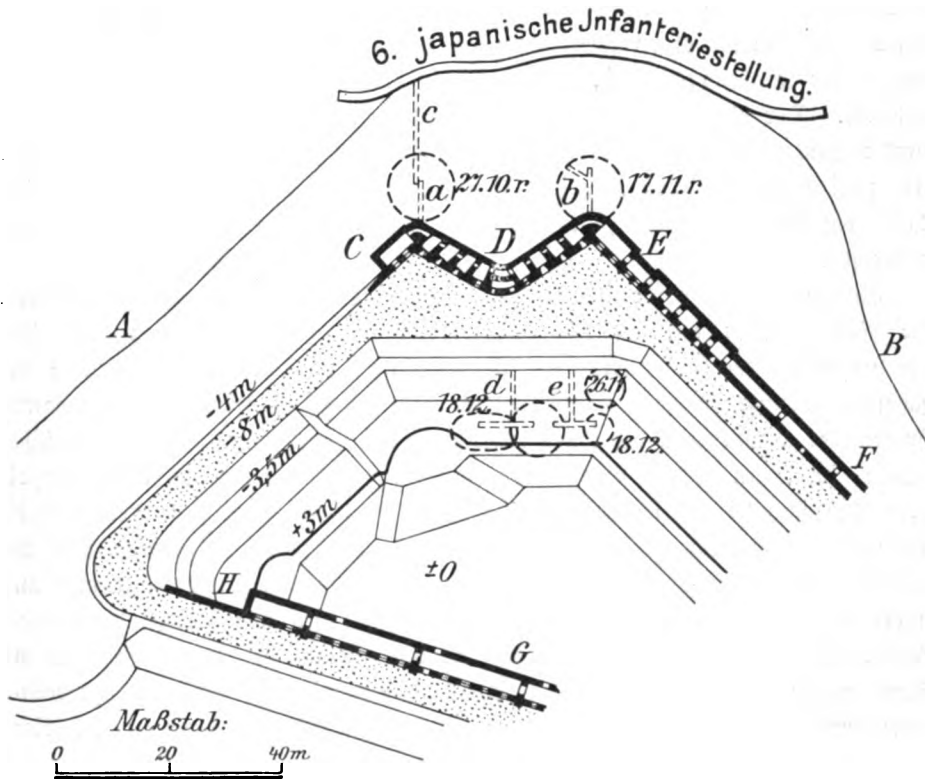 6. japanische Jnfanteriestellung.
c
a
27.10.r.
b
17.11.r.
C
D
E
A
B
-4m
-8m
-3,5m
+3m
d
e
26.11.
18.12.
18.12.
F
±0
H
G
Maßstab:
0 20 40m.